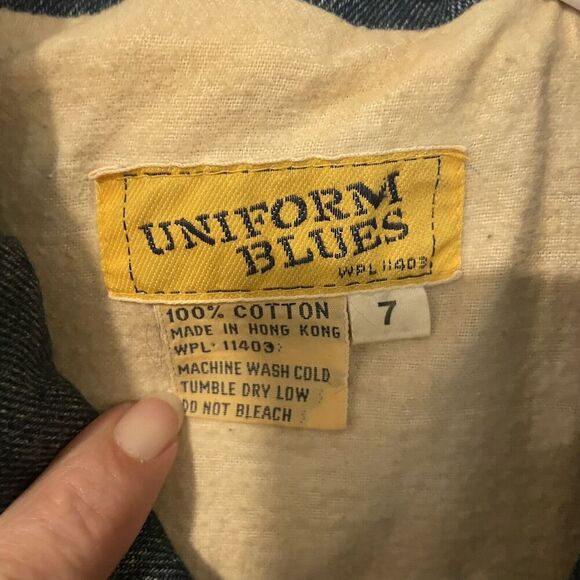 UNIFORM
BLUES
WPL 11403
100% COTTON
MADE IN HONG KONG
WPL 11403
MACHINE WASH COLD
TUMBLE DRY LOW
DO NOT BLEACH
7